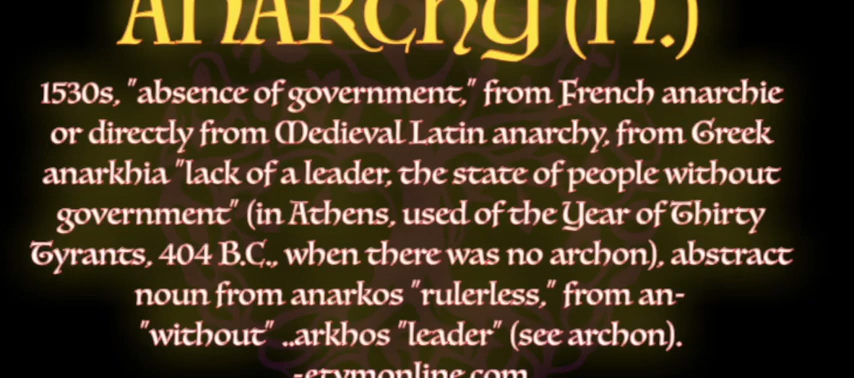 ANARCHY (N.)
1530s, "absence of government," from French anarchie
or directly from Medieval Latin anarchy, from Greek
anarkhia "lack of a leader, the state of people without
government" (in Athens, used of the Year of Thirty
Tyrants, 404 B.C., when there was no archon), abstract
noun from anarkos "rulerless," from an-
"without" ..arkhos "leader" (see archon).
-etymonline.com